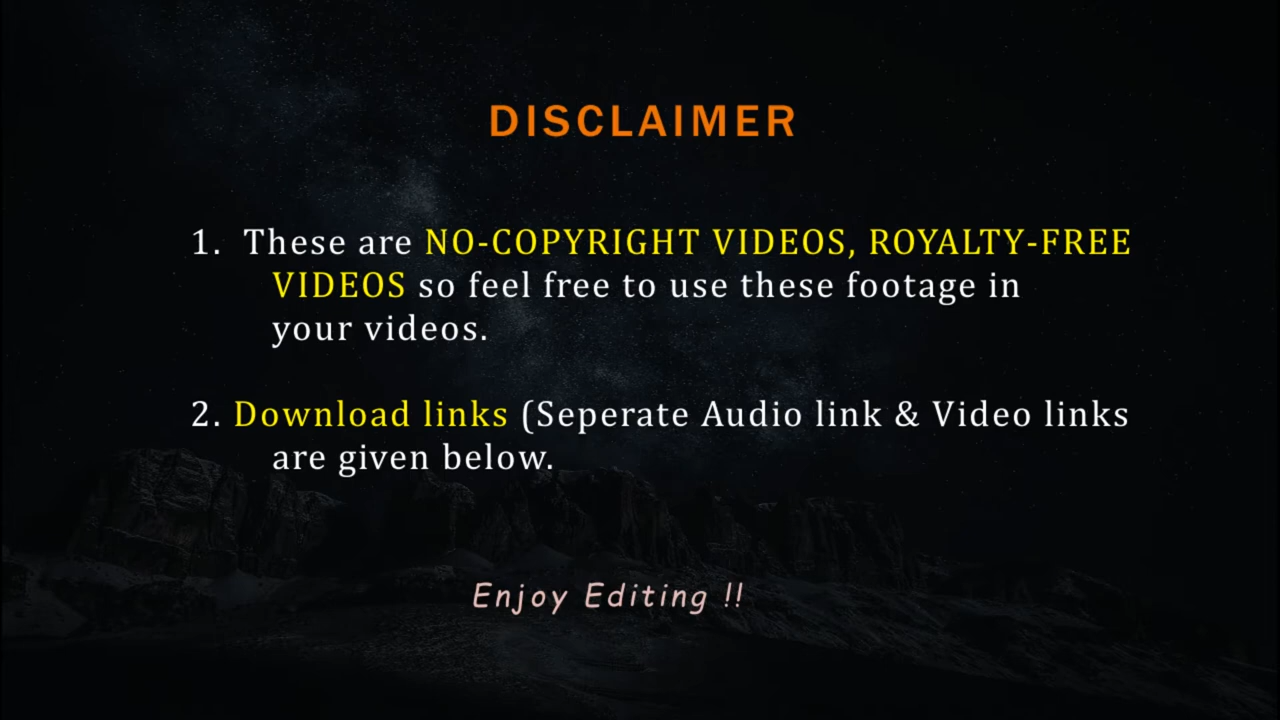 DISCLAIMER
1. These are NO-COPYRIGHT VIDEOS, ROYALTY-FREE
VIDEOS so feel free to use these footage in
your videos.
2. Download links (Seperate Audio link & Video links
are given below.
Enjoy Editing !!